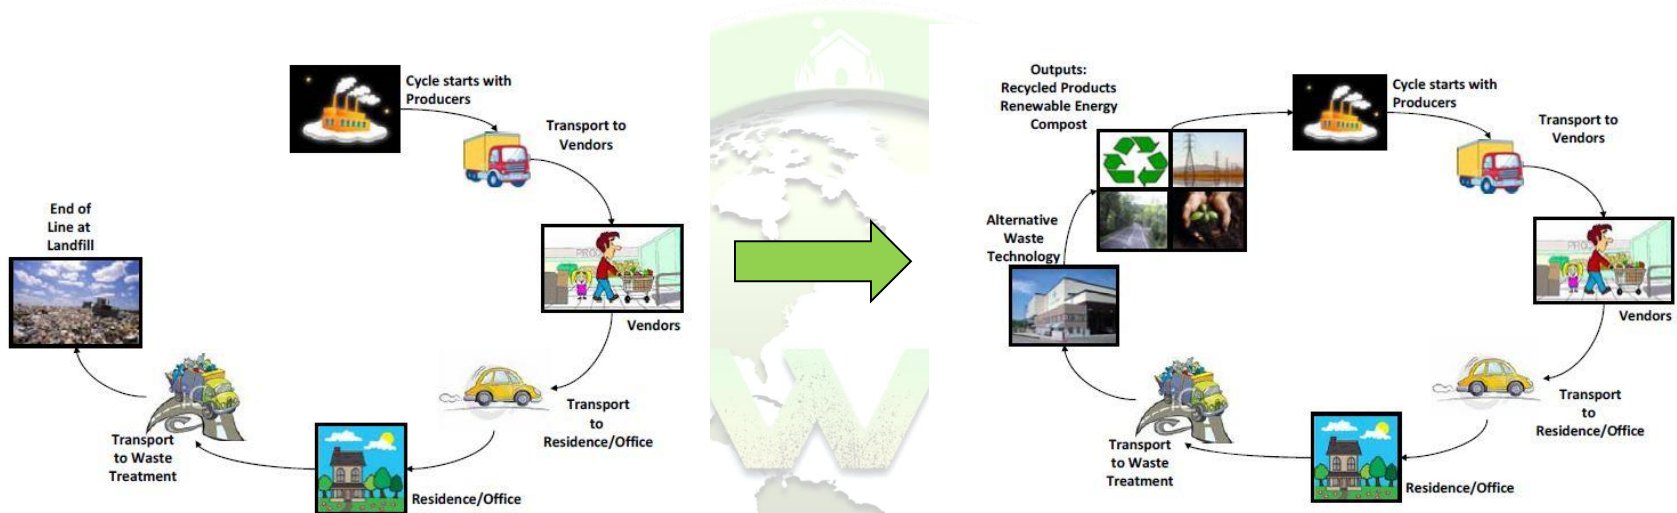 Cycle starts with
Producers
Transport to
Vendors
Vendors
Transport
to
Residence/Office
Residence/Office
Transport
to Waste
Treatment
End of
Line at
Landfill
W
Outputs:
Recycled Products
Renewable Energy
Compost
Cycle starts with
Producers
Transport to
Vendors
Vendors
Transport
to
Residence/Office
Residence/Office
Transport
to Waste
Treatment
Alternative
Waste
Technology